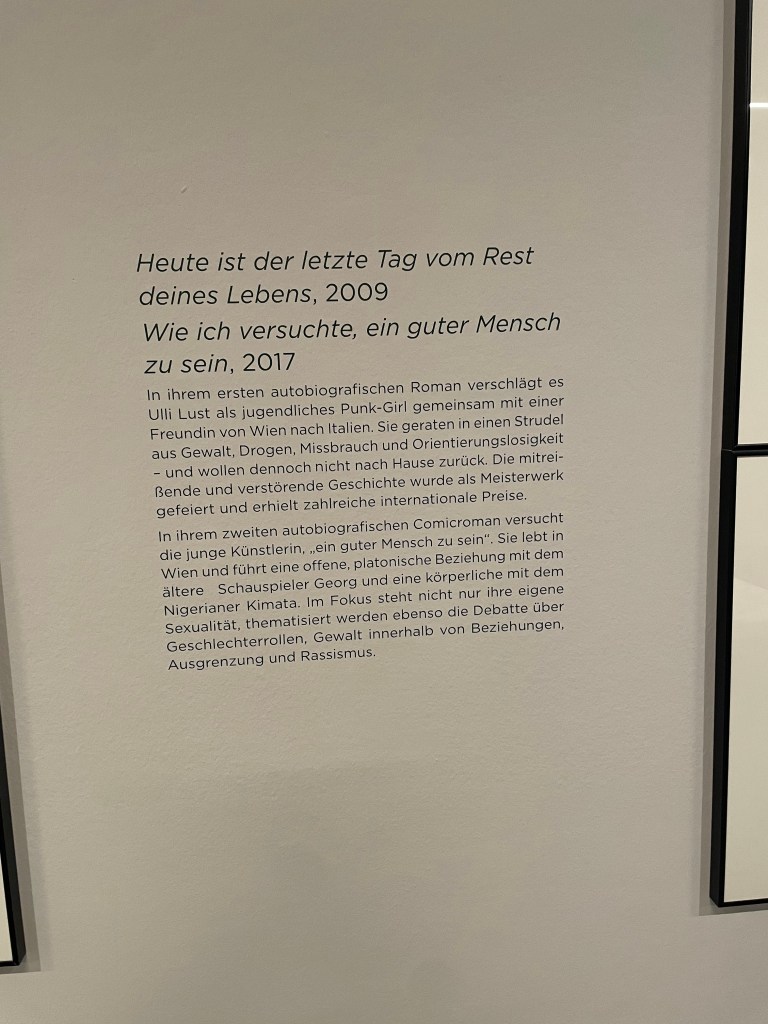 Heute ist der letzte Tag vom Rest
deines Lebens, 2009
Wie ich versuchte, ein guter Mensch
zu sein, 2017
In ihrem ersten autobiografischen Roman verschlägt es
Ulli Lust als jugendliches Punk-Girl gemeinsam mit einer
Freundin von Wien nach Italien. Sie geraten in einen Strudel
aus Gewalt, Drogen, Missbrauch und Orientierungslosigkeit
– und wollen dennoch nicht nach Hause zurück. Die mitrei-
ßende und verstörende Geschichte wurde als Meisterwerk
gefeiert und erhielt zahlreiche internationale Preise.
In ihrem zweiten autobiografischen Comicroman versucht
die junge Künstlerin, „ein guter Mensch zu sein“. Sie lebt in
Wien und führt eine offene, platonische Beziehung mit dem
ältere Schauspieler Georg und eine körperliche mit dem
Nigerianer Kimata. Im Fokus steht nicht nur ihre eigene
Sexualität, thematisiert werden ebenso die Debatte über
Geschlechterrollen, Gewalt innerhalb von Beziehungen,
Ausgrenzung und Rassismus.